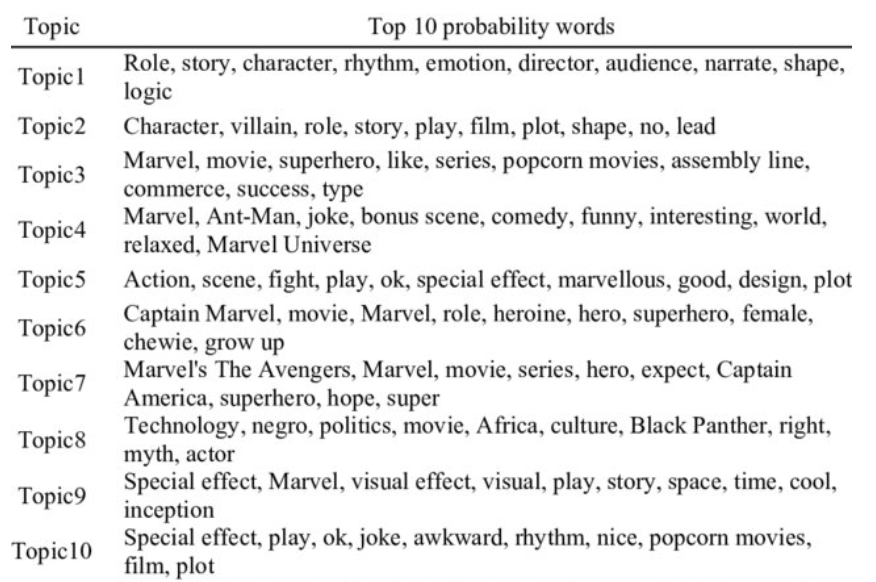 Topic Top 10 probability words
Topic1 Role, story, character, rhythm, emotion, director, audience, narrate, shape,
logic
Topic2 Character, villain, role, story, play, film, plot, shape, no, lead
Topic3 Marvel, movie, superhero, like, series, popcorn movies, assembly line,
commerce, success, type
Topic4 Marvel, Ant-Man, joke, bonus scene, comedy, funny, interesting, world,
relaxed, Marvel Universe
Topic5 Action, scene, fight, play, ok, special effect, marvellous, good, design, plot
Topic6 Captain Marvel, movie, Marvel, role, heroine, hero, superhero, female,
chewie, grow up
Topic7 Marvel's The Avengers, Marvel, movie, series, hero, expect, Captain
America, superhero, hope, super
Topic8 Technology, negro, politics, movie, Africa, culture, Black Panther, right,
myth, actor
Topic9 Special effect, Marvel, visual effect, visual, play, story, space, time, cool,
inception
Topic10 Special effect, play, ok, joke, awkward, rhythm, nice, popcorn movies,
film, plot